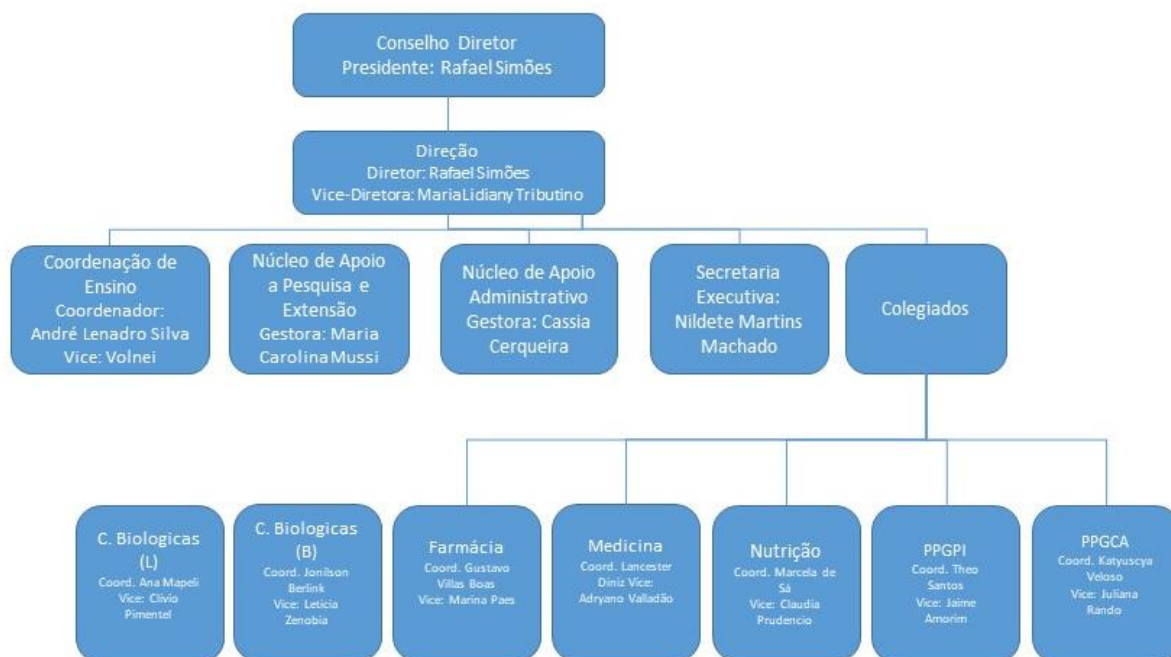 Conselho Diretor
Presidente: Rafael Simões
Direção
Diretor: Rafael Simões
Vice-Diretora: Maria Lidiany Tributino
Coordenação de
Ensino
Coordenador:
André Lenadro Silva
Vice: Volnei
Núcleo de Apoio
a Pesquisa e
Extensão
Gestora: Maria
Carolina Mussi
Núcleo de Apoio
Administrativo
Gestora: Cassia
Cerqueira
Secretaria
Executiva:
Nildete Martins
Machado
Colegiados
C. Biologicas
(L)
Coord. Ana Mapeli
Vice: Clivio
Pimentel
C. Biologicas
(B)
Coord. Jonilson
Berlink
Vice: Leticia
Zenobia
Farmácia
Coord. Gustavo
Villas Boas
Vice: Marina Paes
Medicina
Coord. Lancester
Diniz Vice:
Adryano Valladão
Nutrição
Coord. Marcela de
Sá
Vice: Claudia
Prudencio
PPGPI
Coord. Theo
Santos
Vice: Jaime
Amorim
PPGCA
Coord. Katyuscya
Veloso
Vice: Juliana
Rando